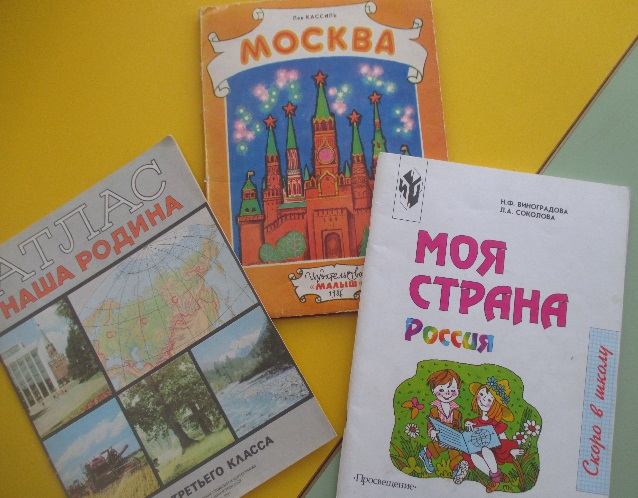 Лев КАССИЛЬ
МОСКВА
Издательство
«МАЛЫШ»
АТЛАС
НАША РОДИНА
ТРЕТЬЕГО КЛАССА
Н.Ф. ВИНОГРАДОВА
Л.А. СОКОЛОВА
МОЯ
СТРАНА
РОССИЯ
Скоро в школу
«Просвещение»